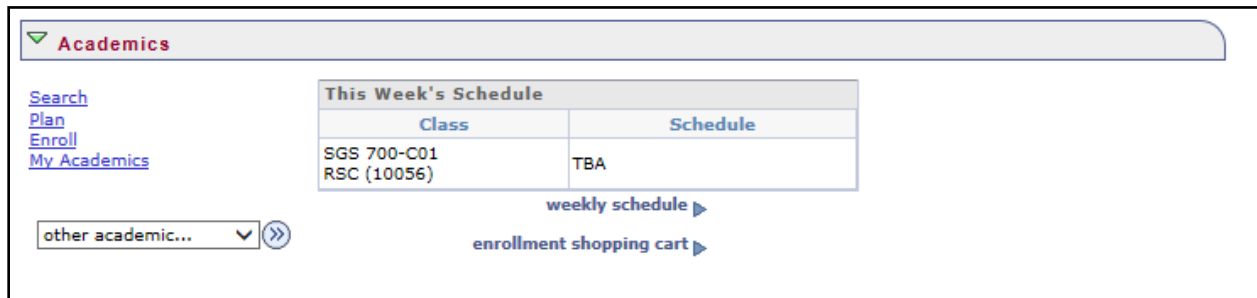 Academics
Search
Plan
Enroll
My Academics
other academic...
This Week's Schedule
Class Schedule
SGS 700-C01
RSC (10056)
TBA
weekly schedule
enrollment shopping cart